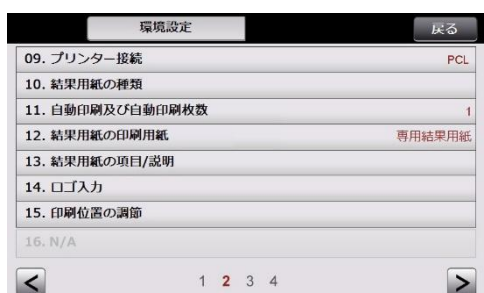 環境設定
戻る
09. プリンター接続 PCL
10. 結果用紙の種類
11. 自動印刷及び自動印刷枚数 1
12. 結果用紙の印刷用紙 専用結果用紙
13. 結果用紙の項目/説明
14. ロゴ入力
15. 印刷位置の調節
16. N/A
< 1 2 3 4 >